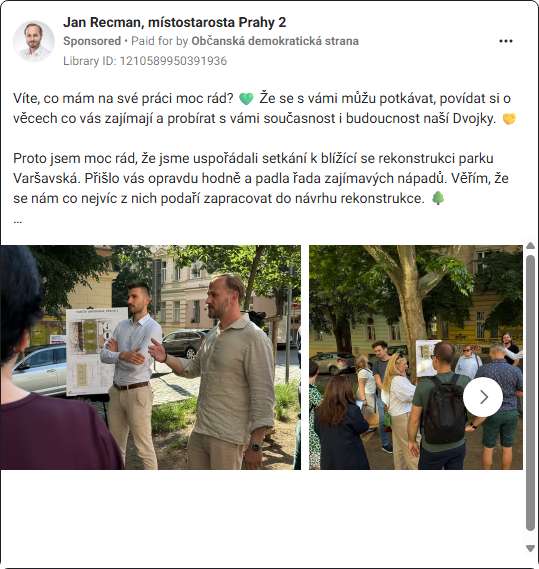 Jan Recman, místostarosta Prahy 2
Sponsored • Paid for by Občanská demokratická strana
Library ID: 1210589950391936
Víte, co mám na své práci moc rád? 💚 Že se s vámi můžu potkávat, povídat si o
věcech co vás zajímají a probírat s vámi současnost i budoucnost naší Dvojky. 🤝
Proto jsem moc rád, že jsme uspořádali setkání k blížící se rekonstrukci parku
Varšavská. Přišlo vás opravdu hodně a padla řada zajímavých nápadů. Věřím, že
se nám co nejvíc z nich podaří zapracovat do návrhu rekonstrukce. 🌳
...